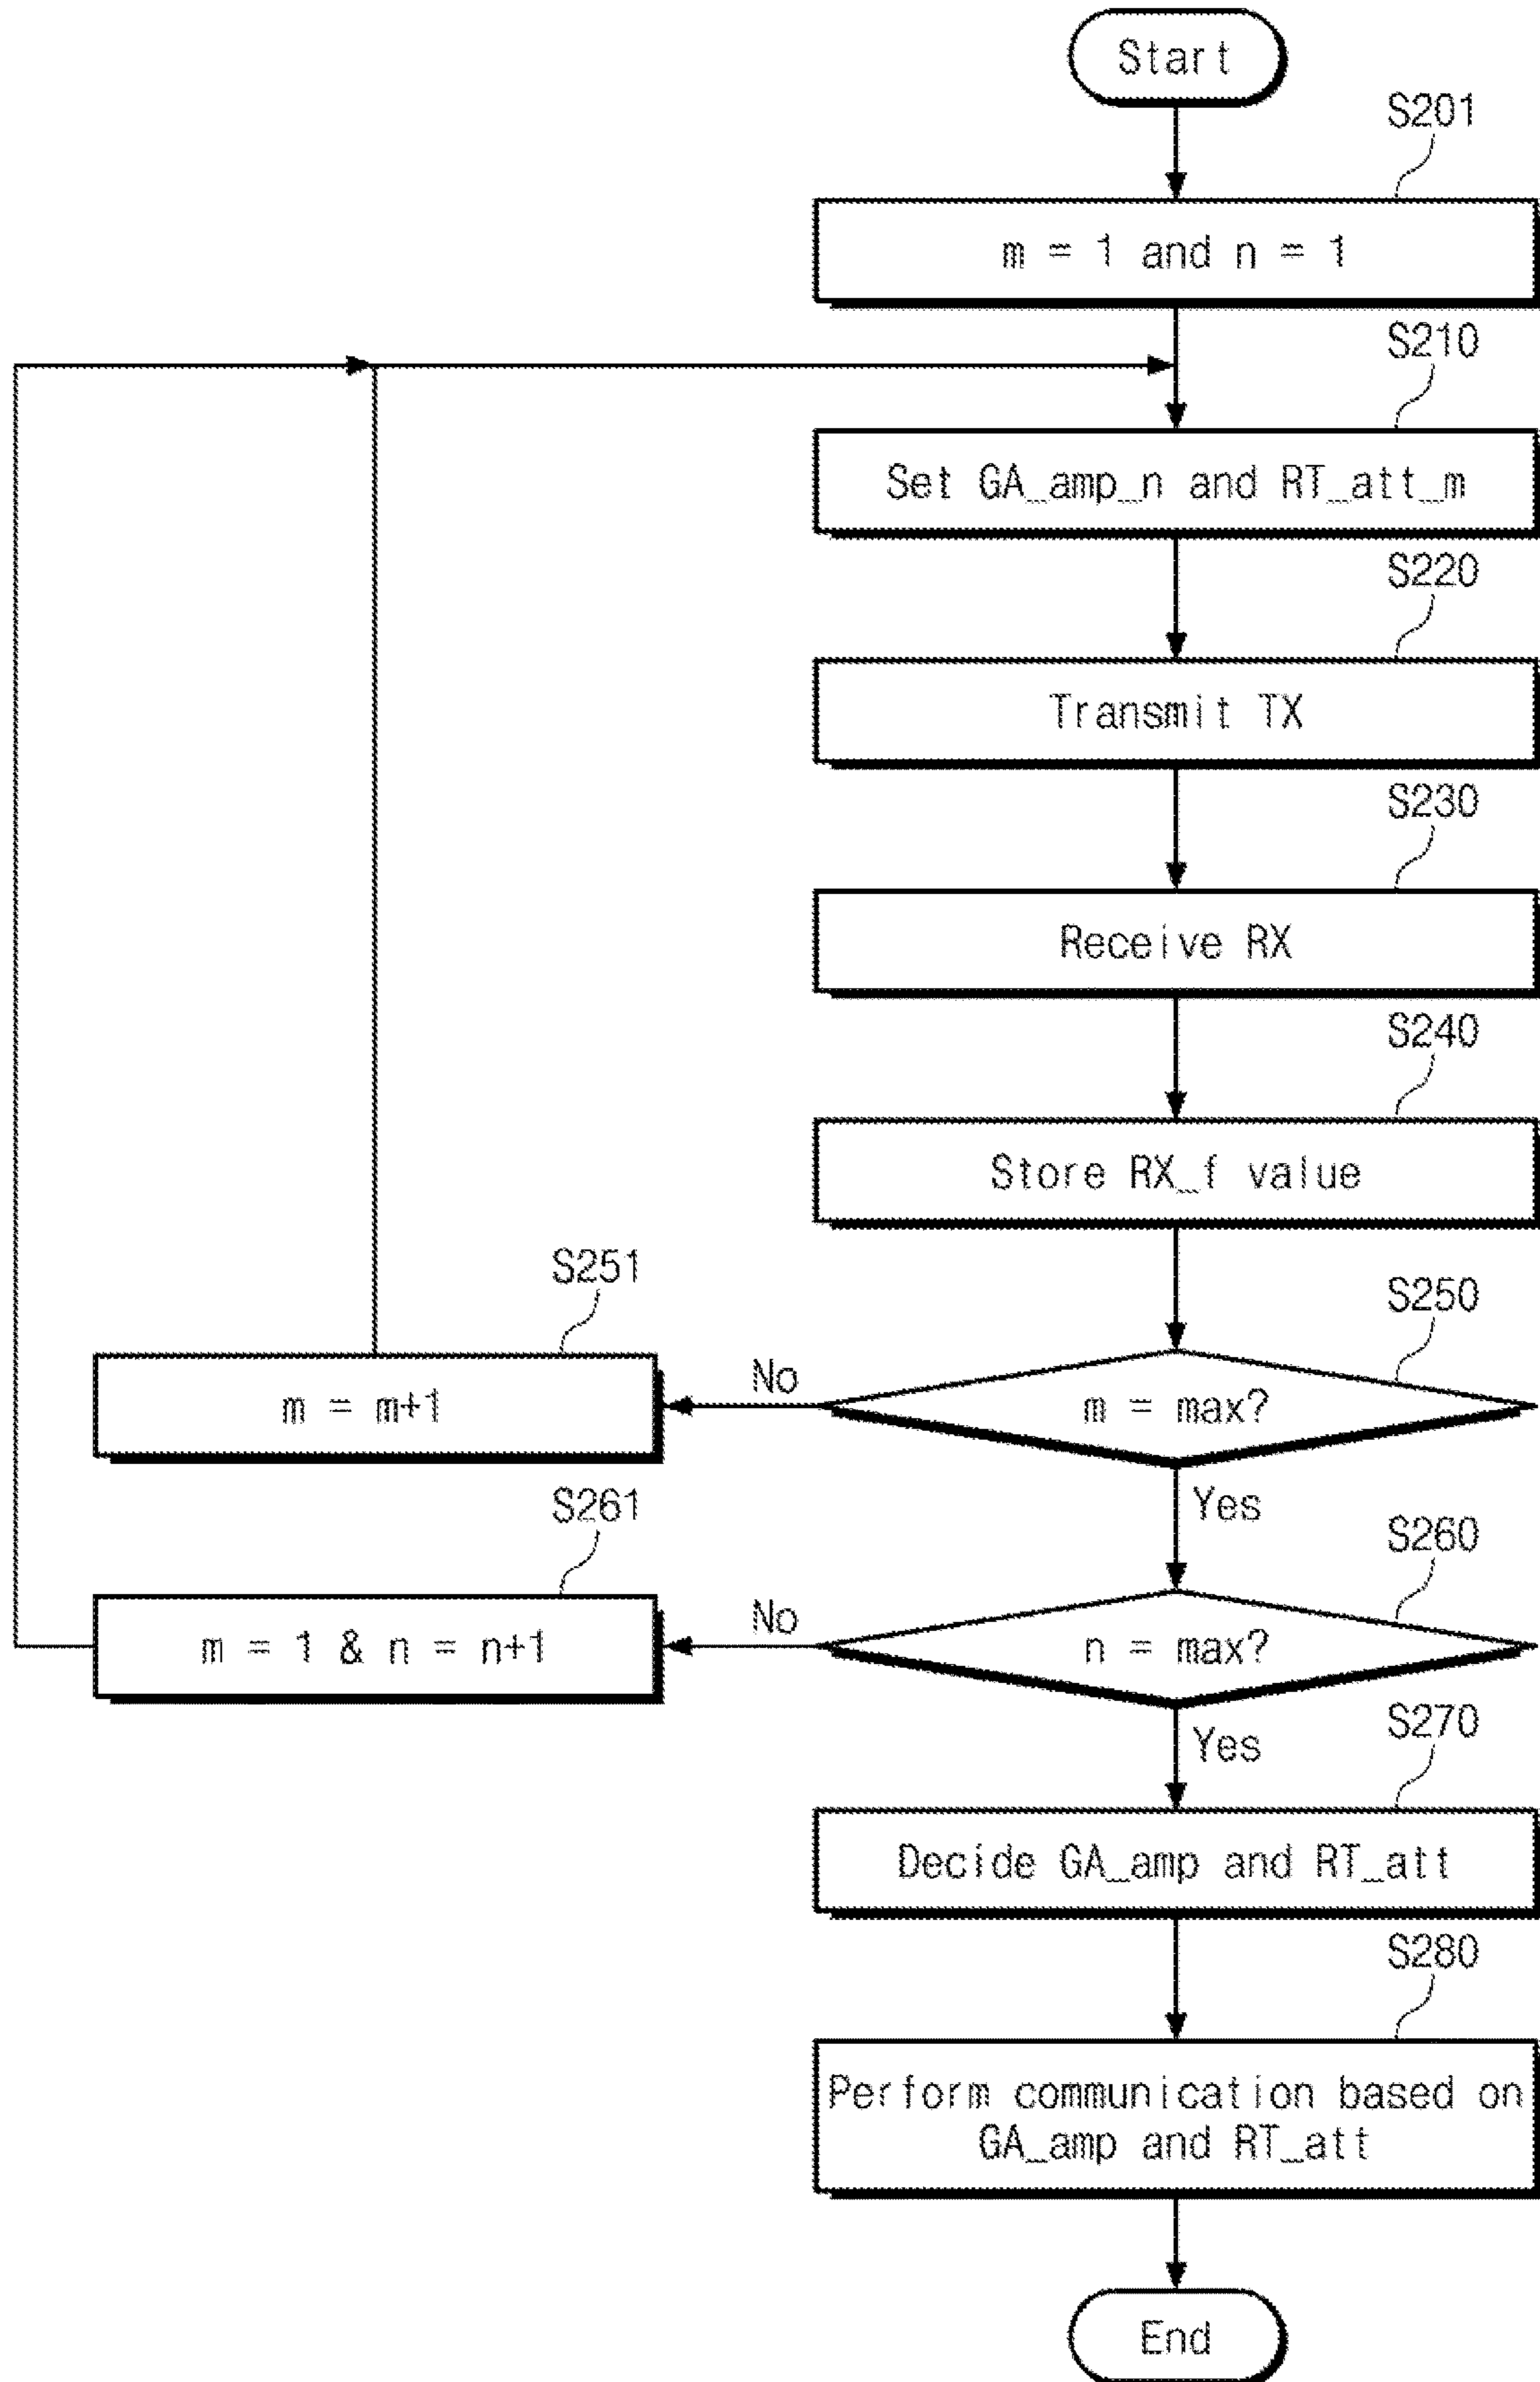 Start
S201
m = 1 and n = 1
S210
Set GA_amp_n and RT_att_m
S220
Transmit TX
S230
Receive RX
S240
Store RX_f value
S251
S250
m = m+1
No
m = max?
Yes
S261
S260
m = 1 & n = n+1
No
n = max?
Yes
S270
Decide GA_amp and RT_att
S280
Perform communication based on
GA_amp and RT_att
End